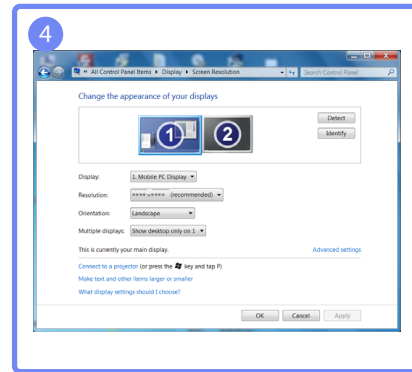 4
« All Control Panel Items ▸ Display ▸ Screen Resolution
Search Control Panel
Change the appearance of your displays
1
2
Detect
Identify
Display: 1. Mobile PC Display
Resolution: **** × **** (recommended)
Orientation: Landscape
Multiple displays: Show desktop only on 1
This is currently your main display.
Advanced settings
Connect to a projector (or press the key and tap P)
Make text and other items larger or smaller
What display settings should I choose?
OK Cancel Apply